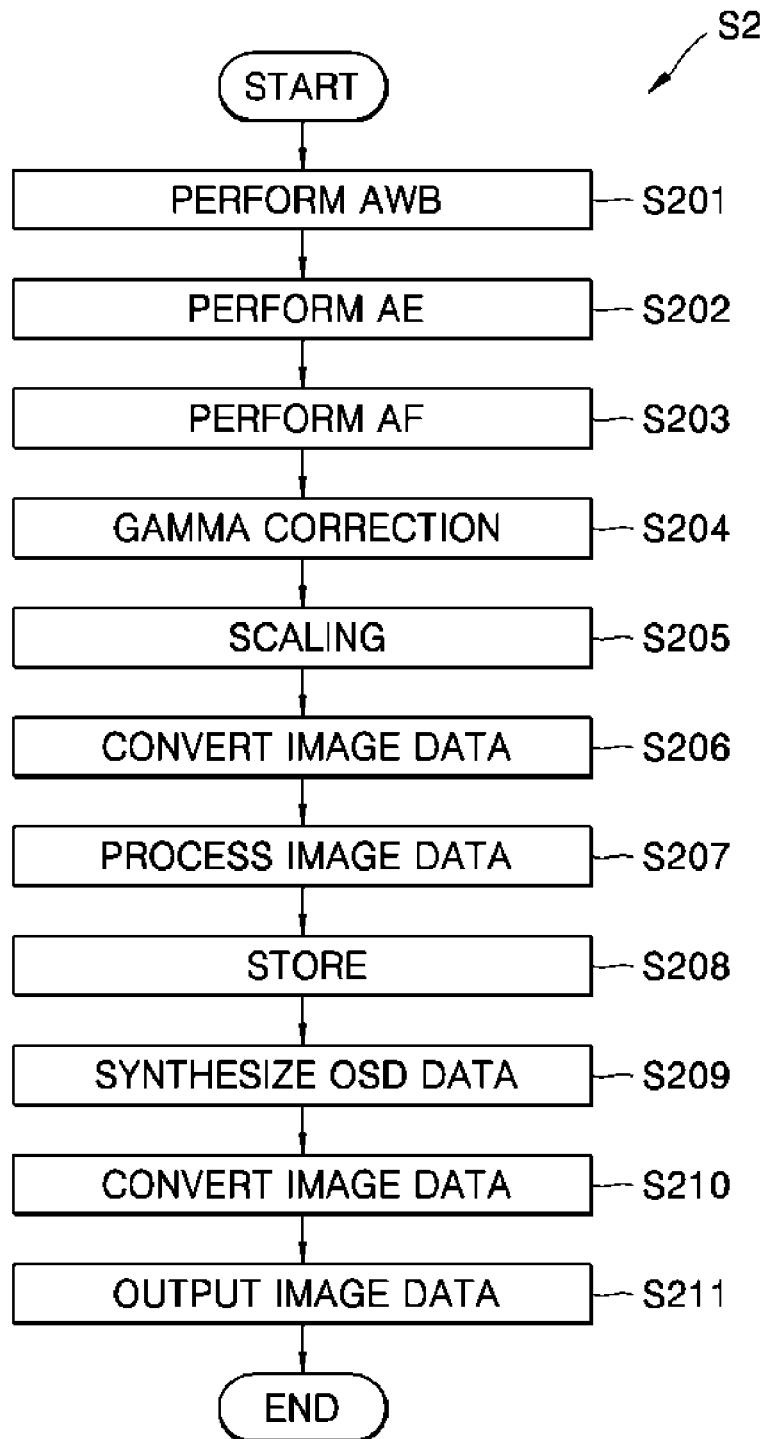 S2
START
PERFORM AWB S201
PERFORM AE S202
PERFORM AF S203
GAMMA CORRECTION S204
SCALING S205
CONVERT IMAGE DATA S206
PROCESS IMAGE DATA S207
STORE S208
SYNTHESIZE OSD DATA S209
CONVERT IMAGE DATA S210
OUTPUT IMAGE DATA S211
END